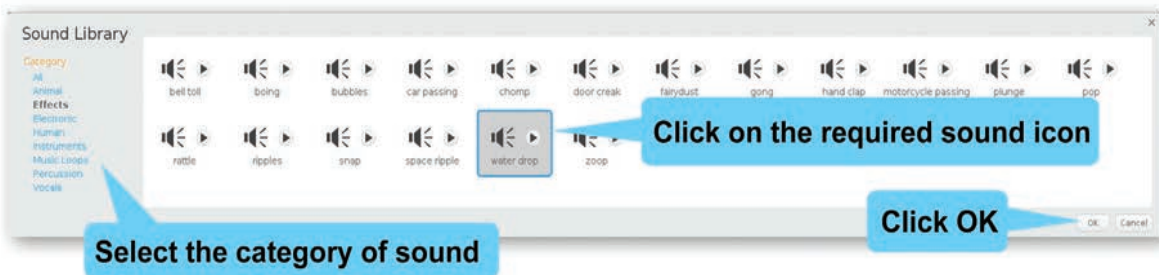 Sound Library
×
Category
All
Animal
Effects
Electronic
Human
Instruments
Music Loops
Percussion
Vocals
bell toll boing bubbles car passing chomp door creak fairydust gong hand clap motorcycle passing plunge pop
rattle ripples snap space ripple water drop zoop
Click on the required sound icon
Select the category of sound
Click OK
OK Cancel